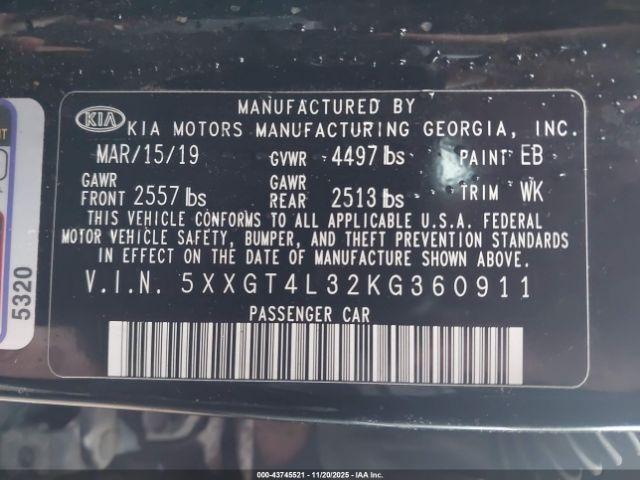 MANUFACTURED BY
KIA KIA MOTORS MANUFACTURING GEORGIA, INC.
MAR/15/19 GVWR 4497 lbs PAINT EB
GAWR FRONT 2557 lbs GAWR REAR 2513 lbs TRIM WK
THIS VEHICLE CONFORMS TO ALL APPLICABLE U.S.A. FEDERAL
MOTOR VEHICLE SAFETY, BUMPER, AND THEFT PREVENTION STANDARDS
IN EFFECT ON THE DATE OF MANUFACTURE SHOWN ABOVE.
V.I.N. 5XXGT4L32KG360911
PASSENGER CAR
5320
000-43745521 - 11/20/2025 - IAA Inc.